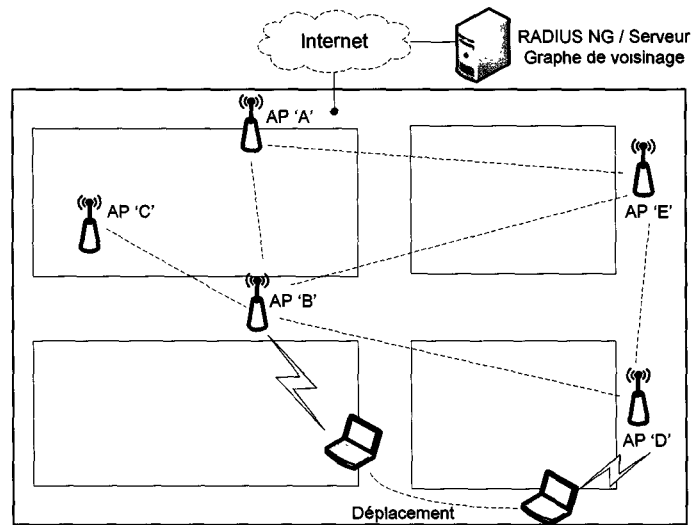 Internet
RADIUS NG / Serveur
Graphe de voisinage
AP 'A'
AP 'C'
AP 'E'
AP 'B'
AP 'D'
Déplacement